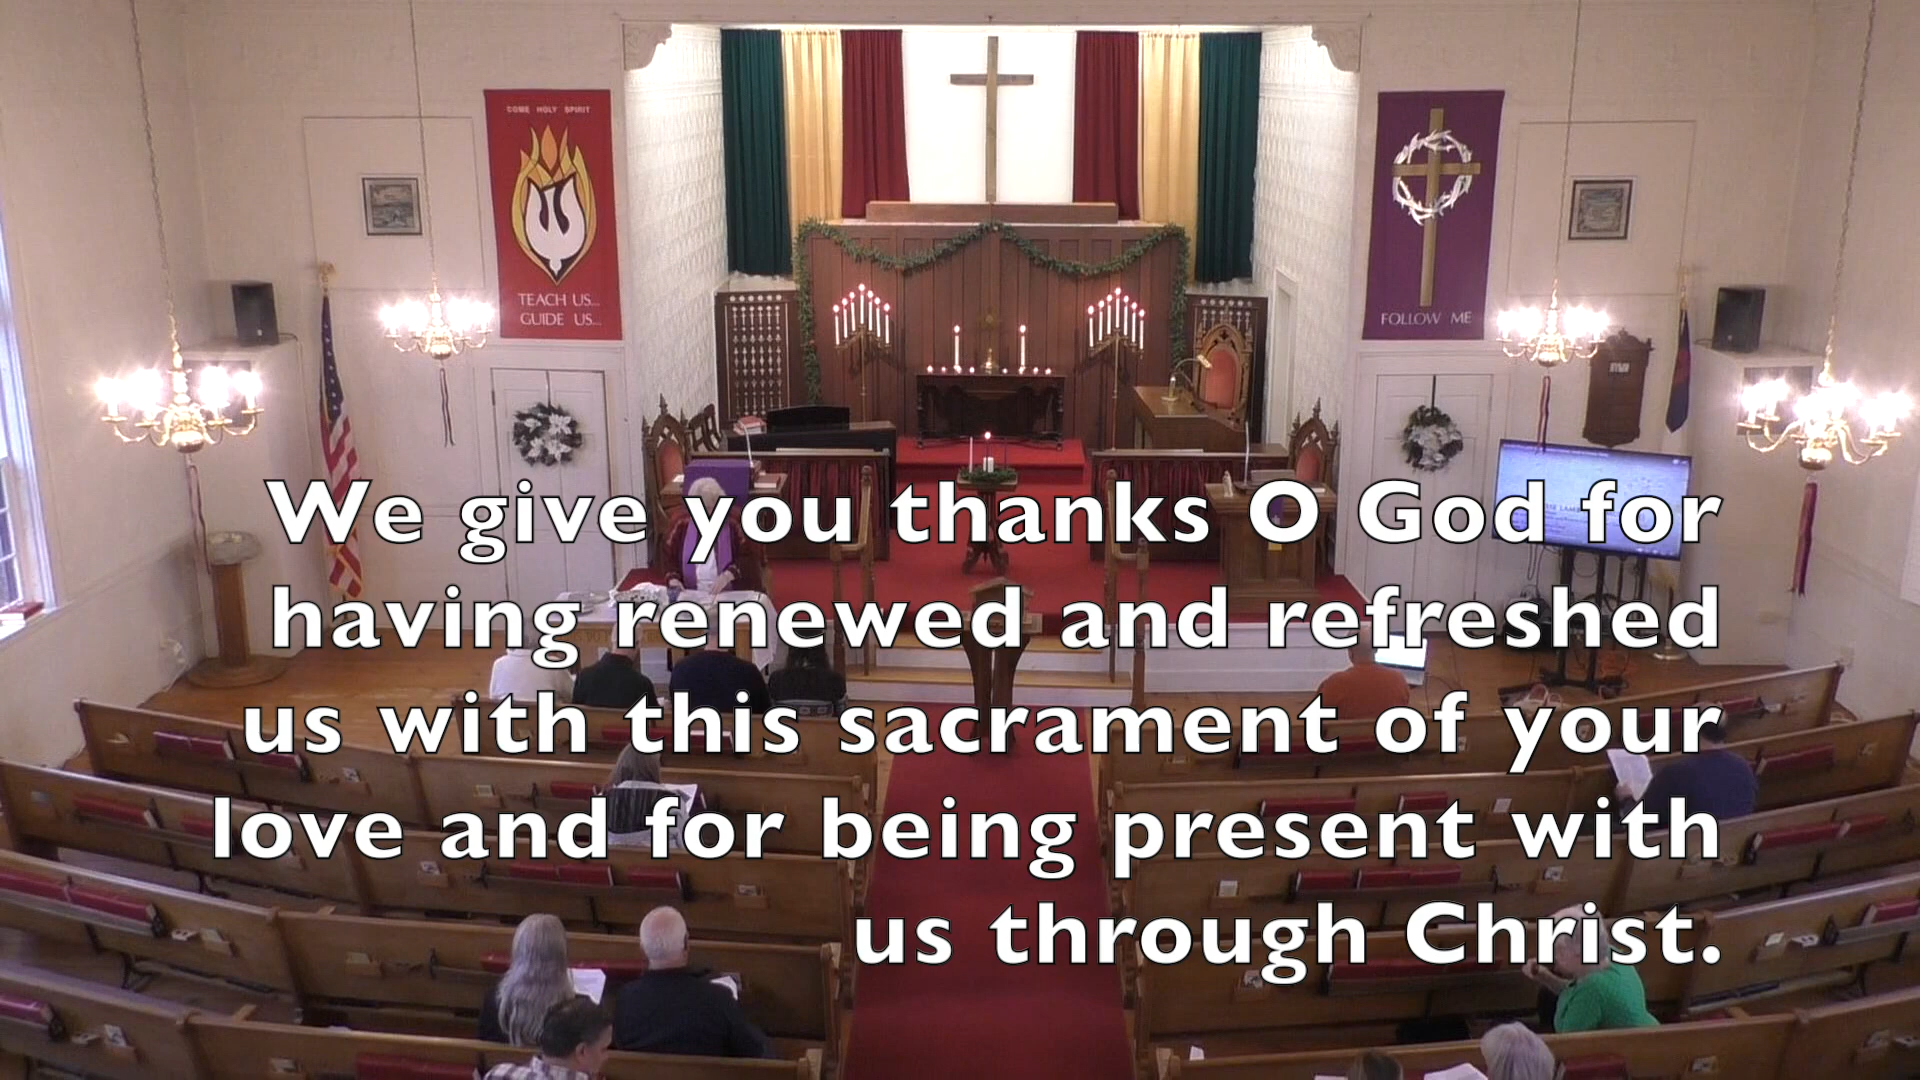 COME HOLY SPIRIT
TEACH US...
GUIDE US...
FOLLOW ME
We give you thanks O God for
having renewed and refreshed
us with this sacrament of your
love and for being present with
us through Christ.